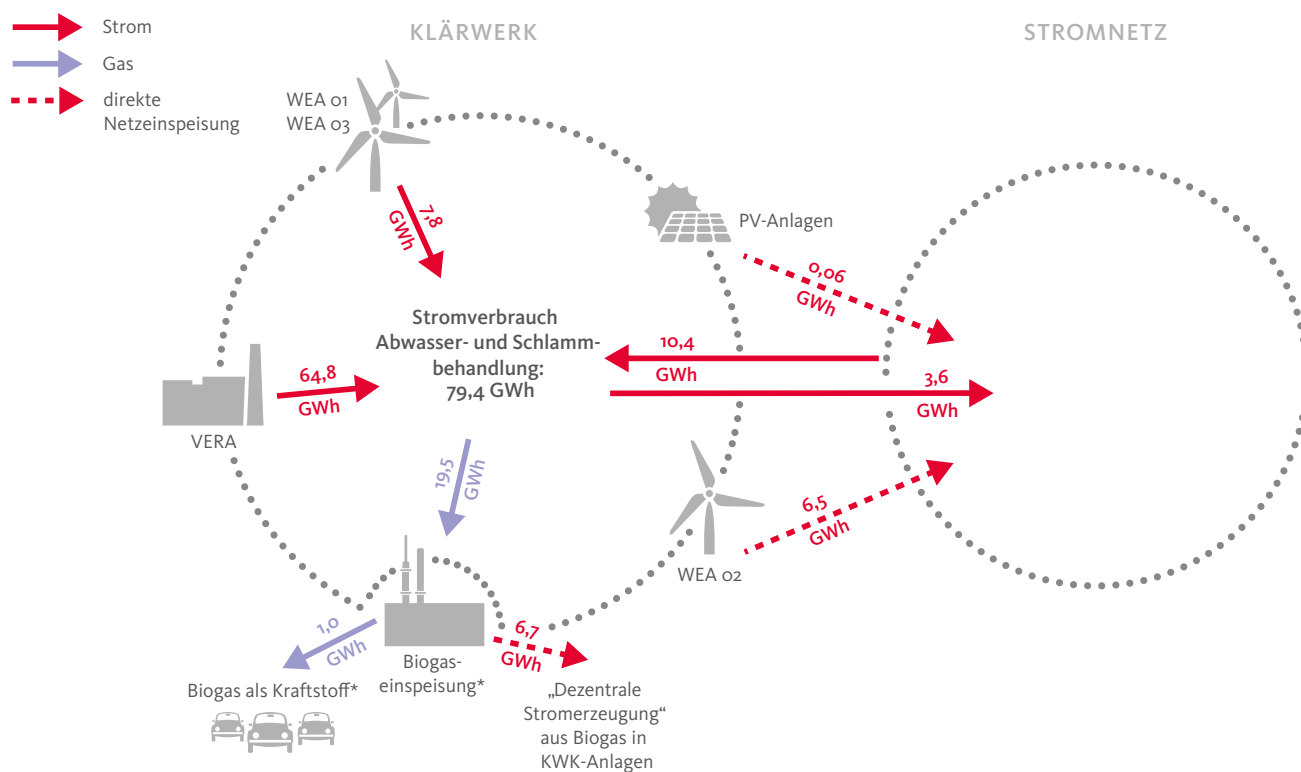 Strom
Gas
direkte
Netzeinspeisung
KLÄRWERK
STROMNETZ
WEA 01
WEA 03
7,8
GWh
PV-Anlagen
0,06
GWh
Stromverbrauch
Abwasser- und Schlamm-
behandlung:
79,4 GWh
10,4
GWh
3,6
GWh
64,8
GWh
VERA
19,5
GWh
6,5
GWh
WEA 02
1,0
GWh
6,7
GWh
Biogas-
einspeisung*
Biogas als Kraftstoff*
„Dezentrale
Stromerzeugung“
aus Biogas in
KWK-Anlagen